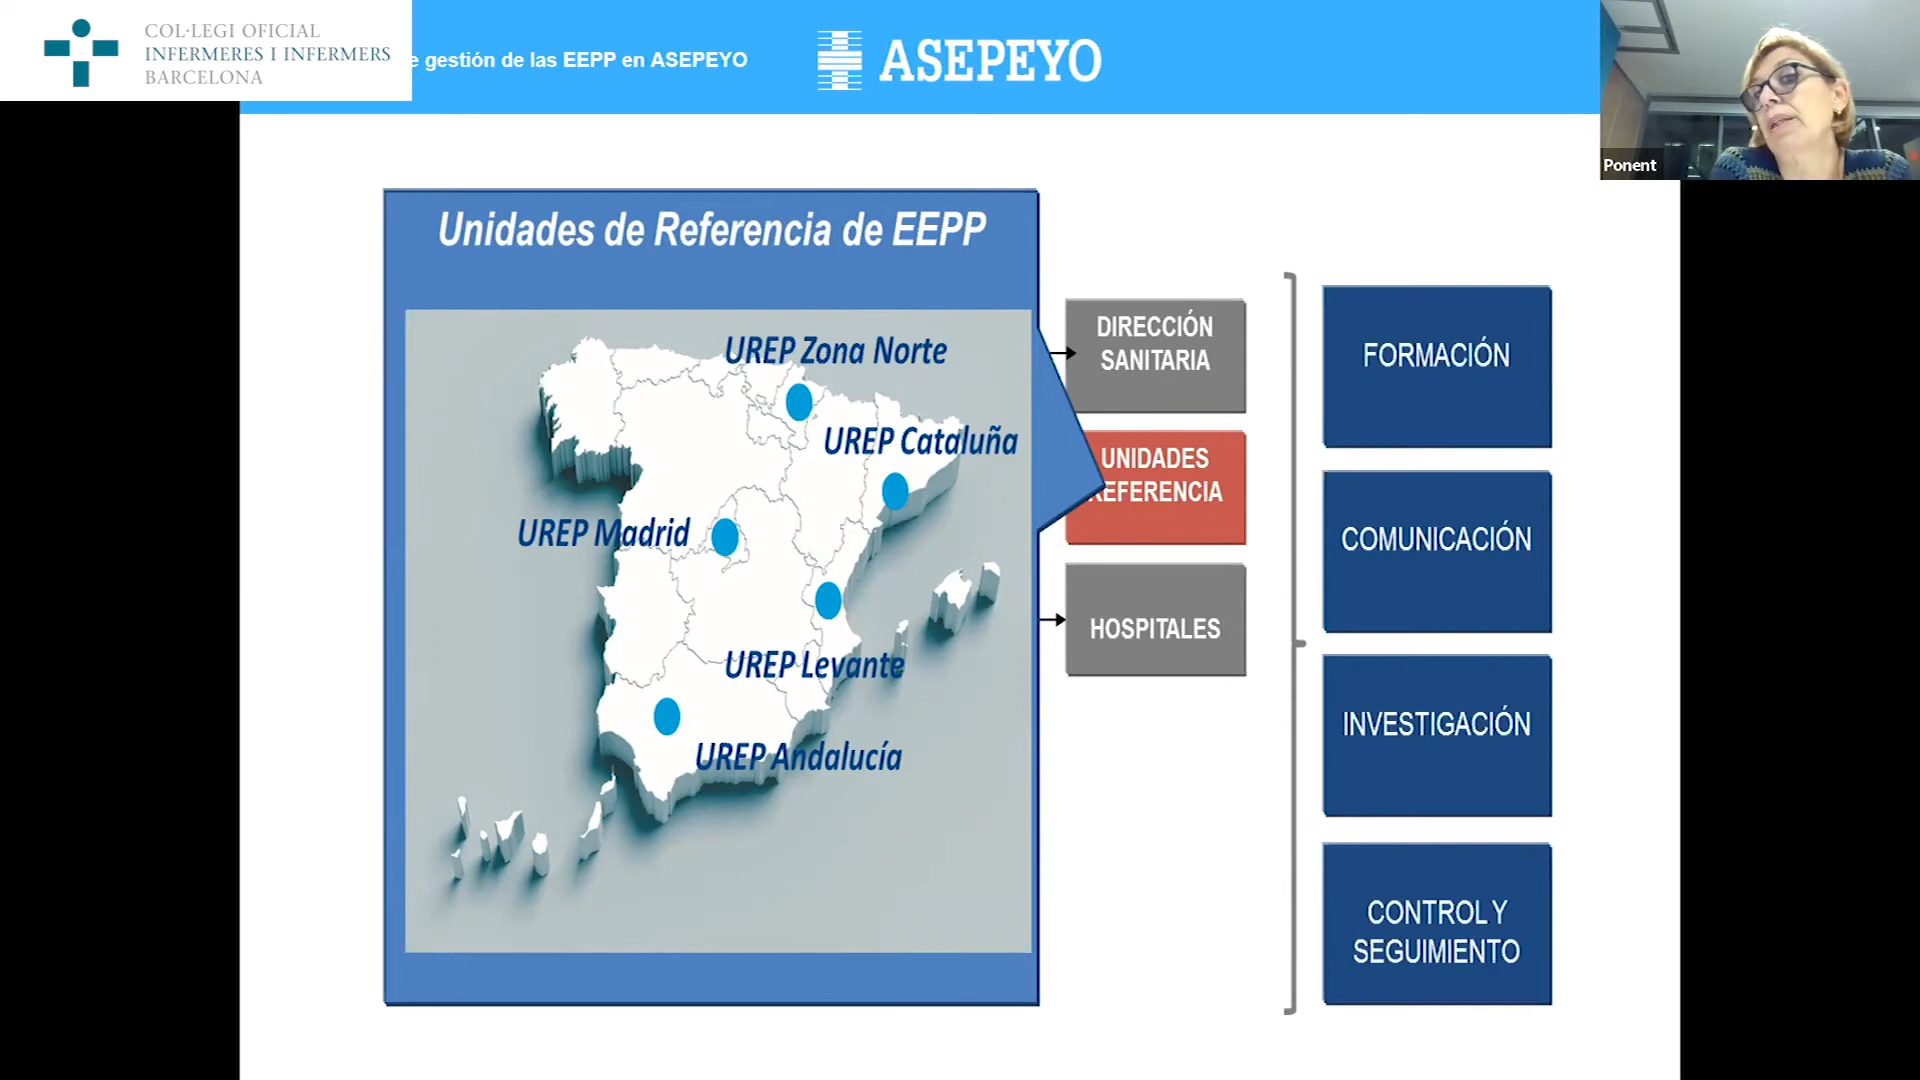 COL·LEGI OFICIAL
INFERMERES I INFERMERS
BARCELONA
e gestión de las EEPP en ASEPEYO
ASEPEYO
Ponent
Unidades de Referencia de EEPP
UREP Zona Norte
UREP Cataluña
UREP Madrid
UREP Levante
UREP Andalucía
DIRECCIÓN
SANITARIA
UNIDADES
REFERENCIA
HOSPITALES
FORMACIÓN
COMUNICACIÓN
INVESTIGACIÓN
CONTROL Y
SEGUIMIENTO